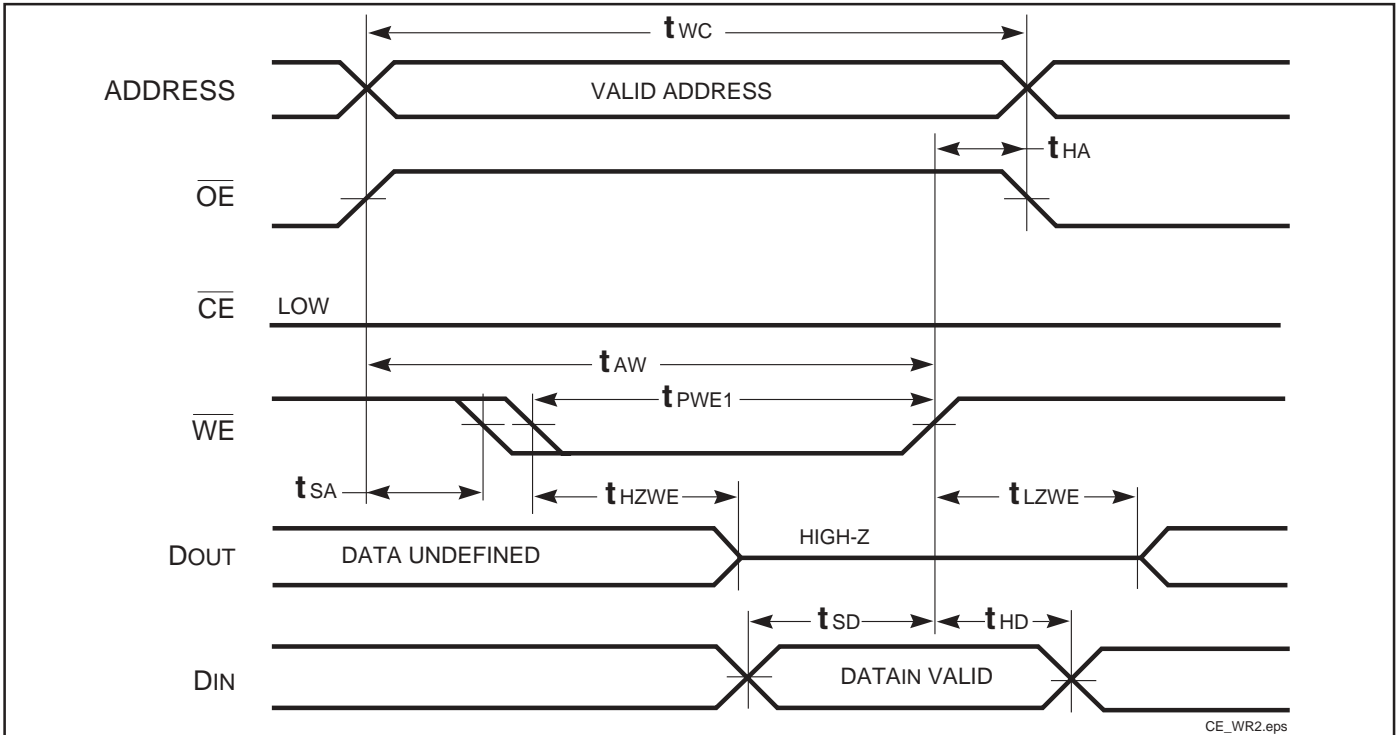 tWC
ADDRESS
VALID ADDRESS
tHA
OE
CE
LOW
tAW
tPWE1
WE
tSA
tHZWE
tLZWE
DOUT
DATA UNDEFINED
HIGH-Z
tSD
tHD
DIN
DATAIN VALID
CE_WR2.eps